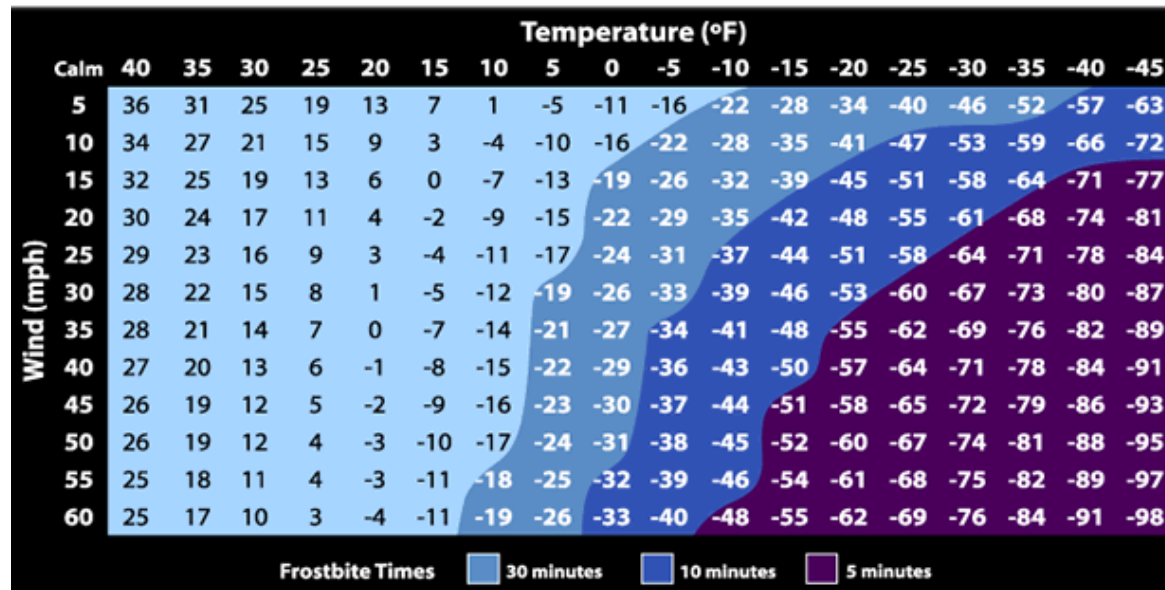 Temperature (ºF)
Calm 40 35 30 25 20 15 10 5 0 -5 -10 -15 -20 -25 -30 -35 -40 -45
5 36 31 25 19 13 7 1 -5 -11 -16 -22 -28 -34 -40 -46 -52 -57 -63
10 34 27 21 15 9 3 -4 -10 -16 -22 -28 -35 -41 -47 -53 -59 -66 -72
15 32 25 19 13 6 0 -7 -13 -19 -26 -32 -39 -45 -51 -58 -64 -71 -77
20 30 24 17 11 4 -2 -9 -15 -22 -29 -35 -42 -48 -55 -61 -68 -74 -81
25 29 23 16 9 3 -4 -11 -17 -24 -31 -37 -44 -51 -58 -64 -71 -78 -84
30 28 22 15 8 1 -5 -12 -19 -26 -33 -39 -46 -53 -60 -67 -73 -80 -87
35 28 21 14 7 0 -7 -14 -21 -27 -34 -41 -48 -55 -62 -69 -76 -82 -89
40 27 20 13 6 -1 -8 -15 -22 -29 -36 -43 -50 -57 -64 -71 -78 -84 -91
45 26 19 12 5 -2 -9 -16 -23 -30 -37 -44 -51 -58 -65 -72 -79 -86 -93
50 26 19 12 4 -3 -10 -17 -24 -31 -38 -45 -52 -60 -67 -74 -81 -88 -95
55 25 18 11 4 -3 -11 -18 -25 -32 -39 -46 -54 -61 -68 -75 -82 -89 -97
60 25 17 10 3 -4 -11 -19 -26 -33 -40 -48 -55 -62 -69 -76 -84 -91 -98
Wind (mph)
Frostbite Times 30 minutes 10 minutes 5 minutes